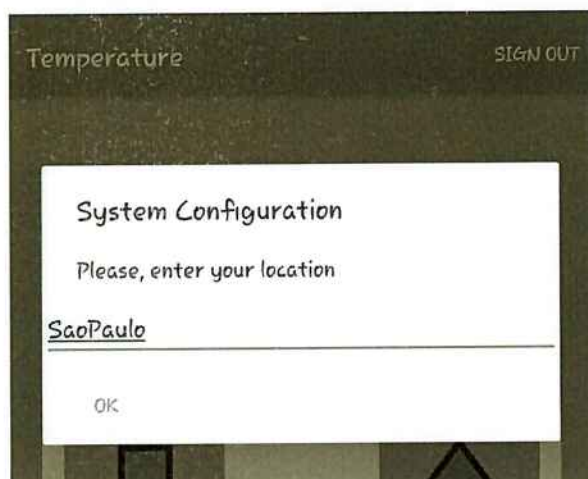 Temperature
SIGN OUT
System Configuration
Please, enter your location
SaoPaulo
OK